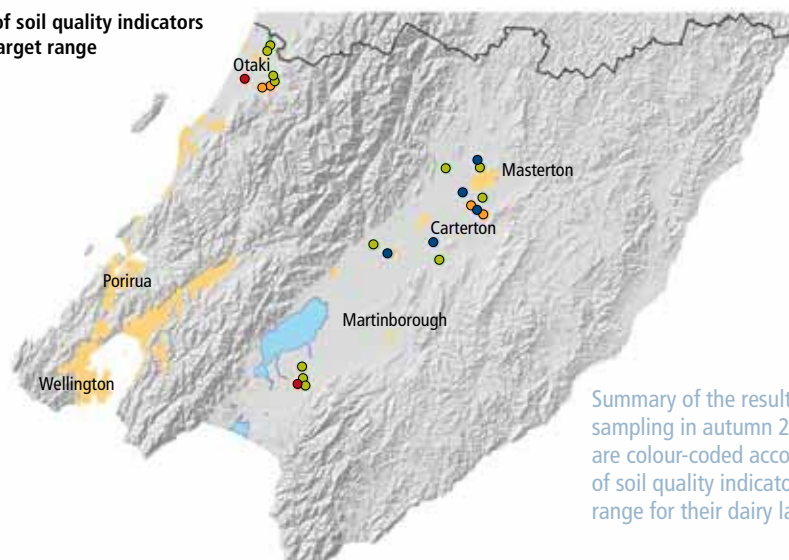 of soil quality indicators
arget range
Otaki
Masterton
Carterton
Porirua
Martinborough
Wellington
Summary of the result
sampling in autumn 2
are colour-coded acco
of soil quality indicato
range for their dairy la